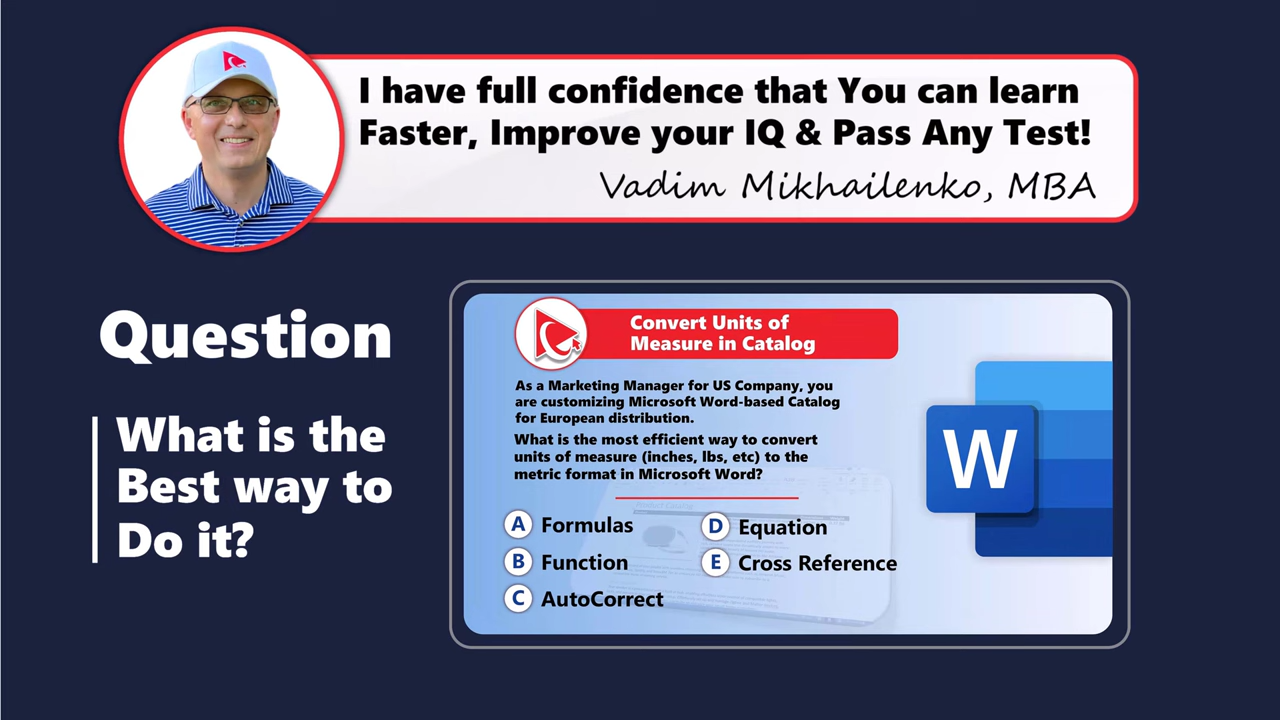 I have full confidence that You can learn
Faster, Improve your IQ & Pass Any Test!
Vadim Mikhailenko, MBA
Question
What is the
Best way to
Do it?
Convert Units of
Measure in Catalog
As a Marketing Manager for US Company, you
are customizing Microsoft Word-based Catalog
for European distribution.
What is the most efficient way to convert
units of measure (inches, lbs, etc) to the
metric format in Microsoft Word?
A Formulas
B Function
C AutoCorrect
D Equation
E Cross Reference
W